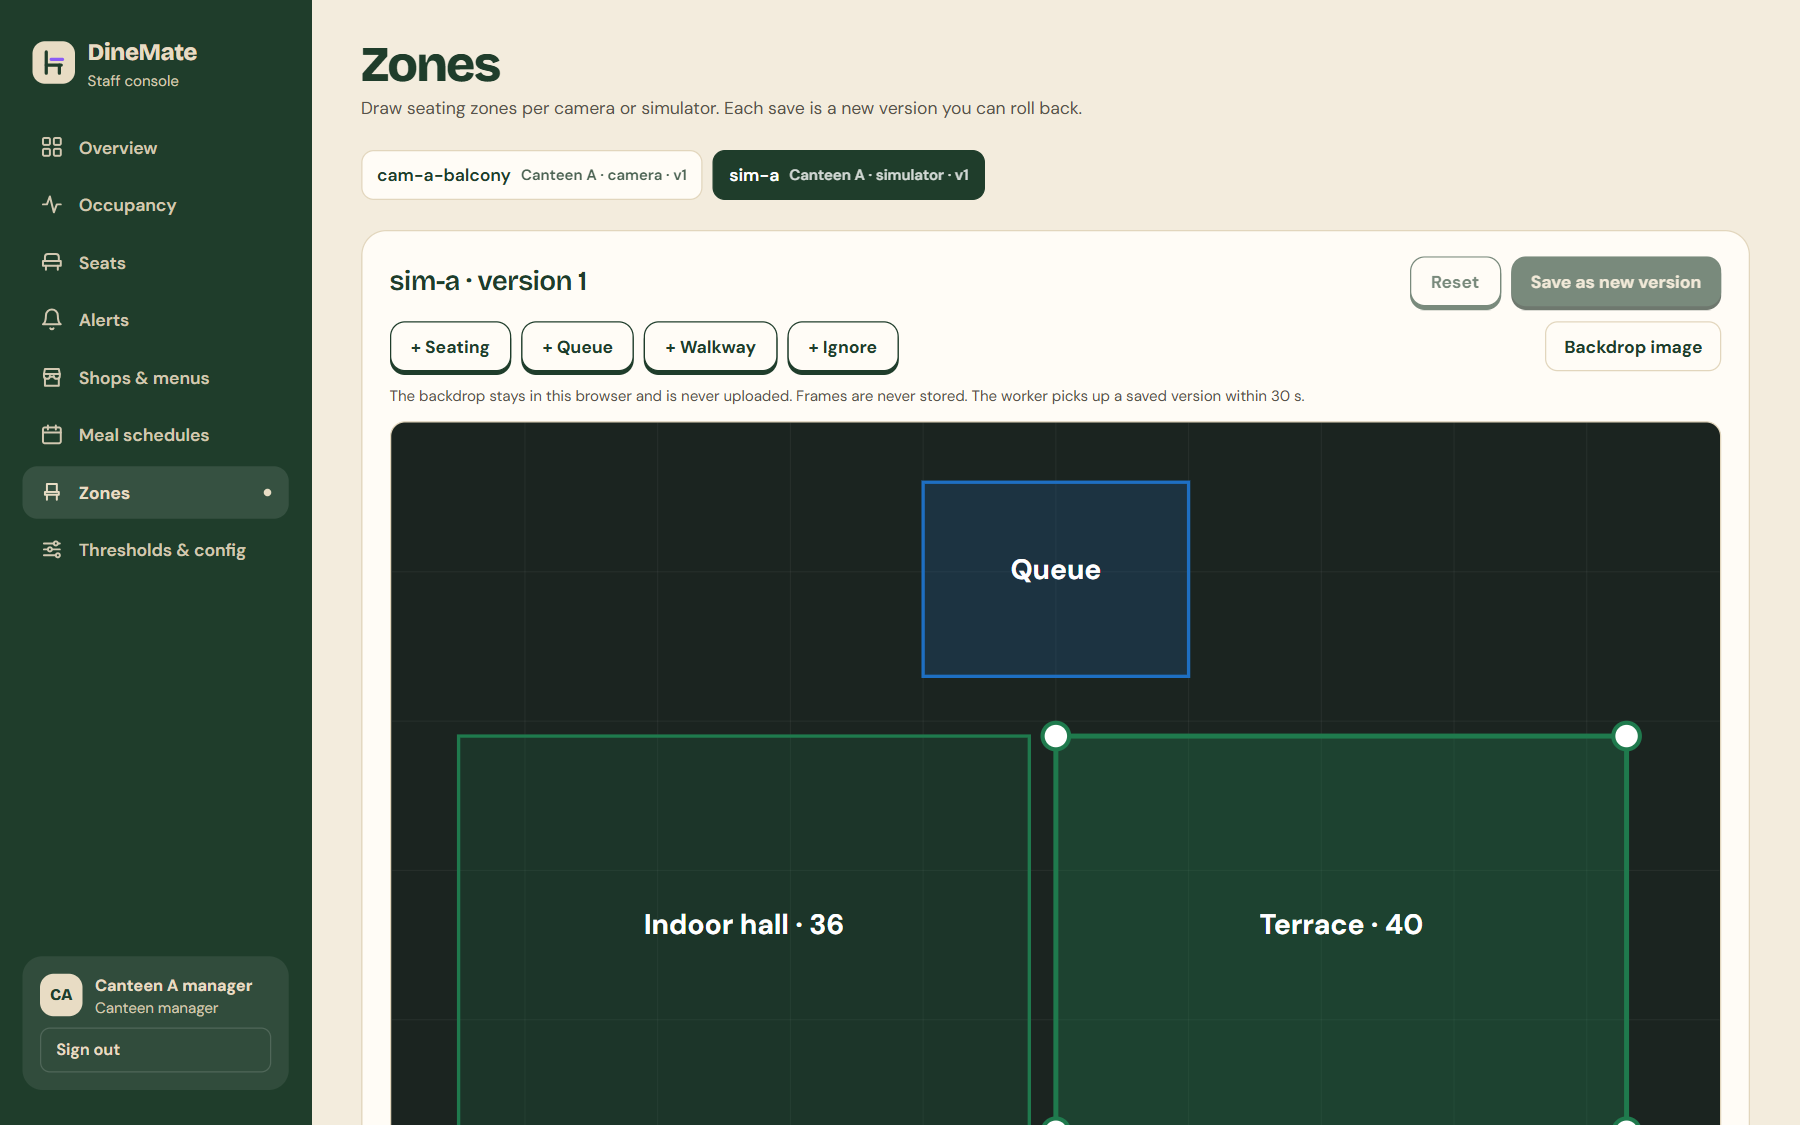 DineMate
Staff console
Overview
Occupancy
Seats
Alerts
Shops & menus
Meal schedules
Zones
Thresholds & config
CA
Canteen A manager
Canteen manager
Sign out
Zones
Draw seating zones per camera or simulator. Each save is a new version you can roll back.
cam-a-balcony Canteen A · camera · v1
sim-a Canteen A · simulator · v1
sim-a · version 1
Reset
Save as new version
+ Seating
+ Queue
+ Walkway
+ Ignore
Backdrop image
The backdrop stays in this browser and is never uploaded. Frames are never stored. The worker picks up a saved version within 30 s.
Queue
Indoor hall · 36
Terrace · 40